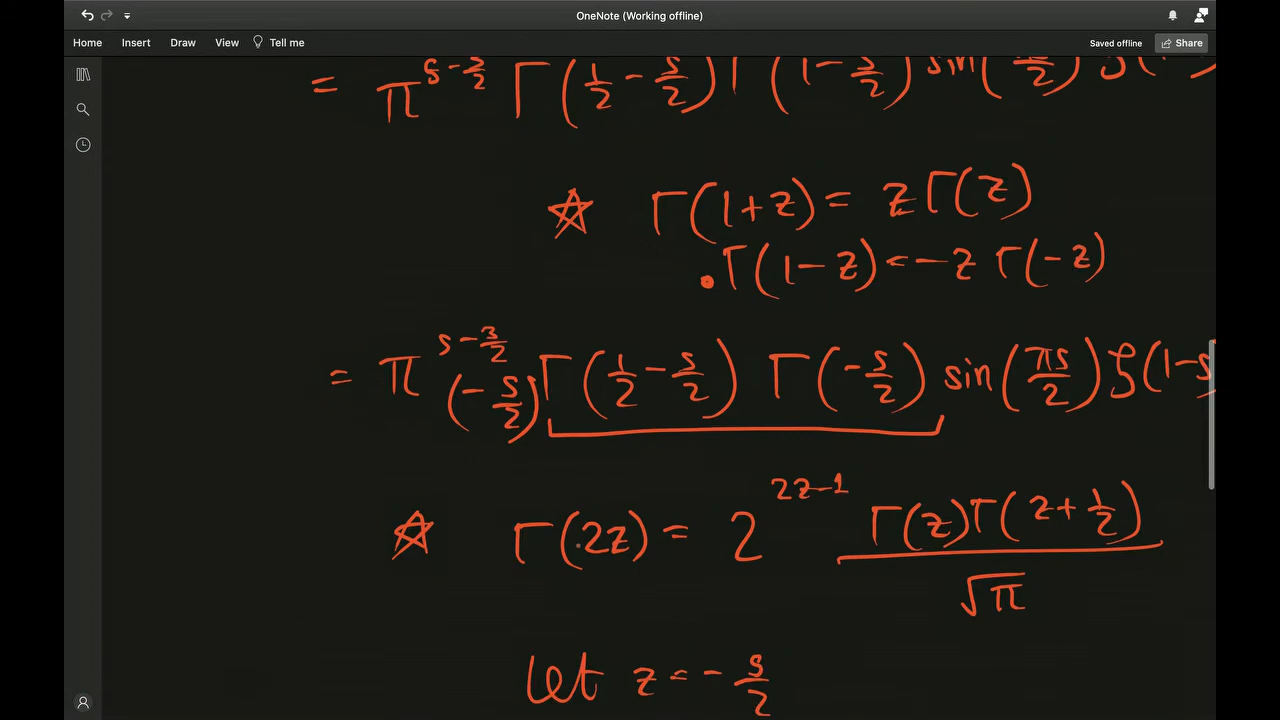 OneNote (Working offline)
Home Insert Draw View Tell me Saved offline Share
= π^(s - 3/2) Γ(1/2 - s/2) Γ(1 - s/2) sin(πs/2) ζ(1-
☆ Γ(1+z) = zΓ(z)
. Γ(1-z) = -z Γ(-z)
= π^(s - 3/2) (-s/2) Γ(1/2 - s/2) Γ(-s/2) sin(πs/2) ζ(1-s
☆ Γ(2z) = 2^(2z-1) Γ(z)Γ(z+1/2) / √π
let z = -s/2